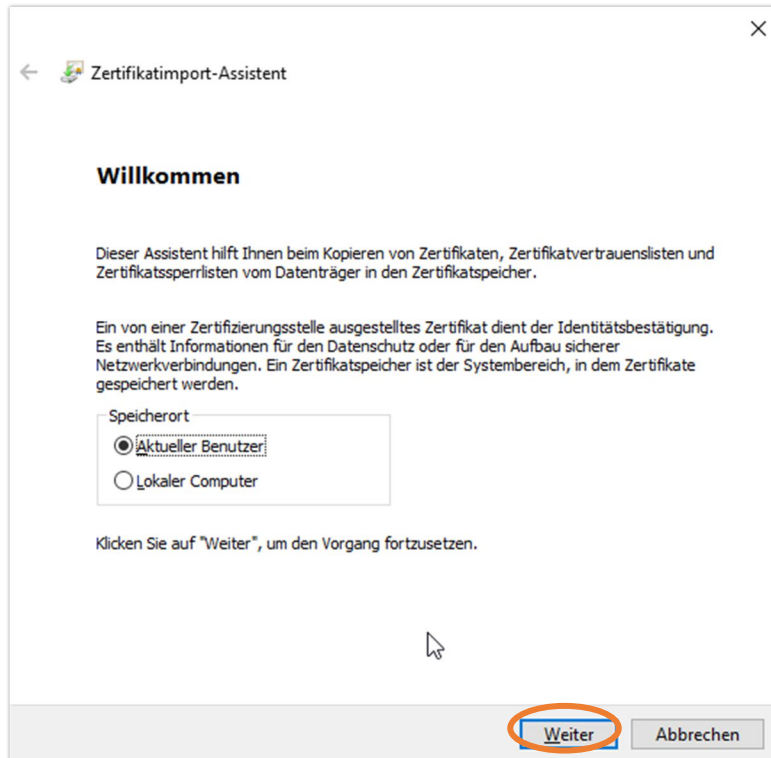 Zertifikatimport-Assistent
Willkommen
Dieser Assistent hilft Ihnen beim Kopieren von Zertifikaten, Zertifikatvertrauenslisten und
Zertifikatssperrlisten vom Datenträger in den Zertifikatspeicher.
Ein von einer Zertifizierungsstelle ausgestelltes Zertifikat dient der Identitätsbestätigung.
Es enthält Informationen für den Datenschutz oder für den Aufbau sicherer
Netzwerkverbindungen. Ein Zertifikatspeicher ist der Systembereich, in dem Zertifikate
gespeichert werden.
Speicherort
Aktueller Benutzer
Lokaler Computer
Klicken Sie auf "Weiter", um den Vorgang fortzusetzen.
Weiter Abbrechen